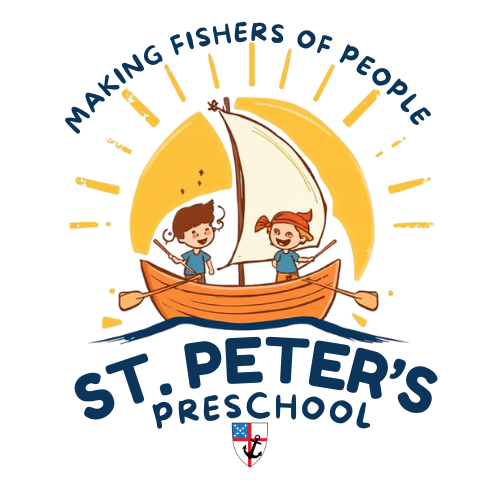 MAKING FISHERS OF PEOPLE
ST. PETER'S
PRESCHOOL